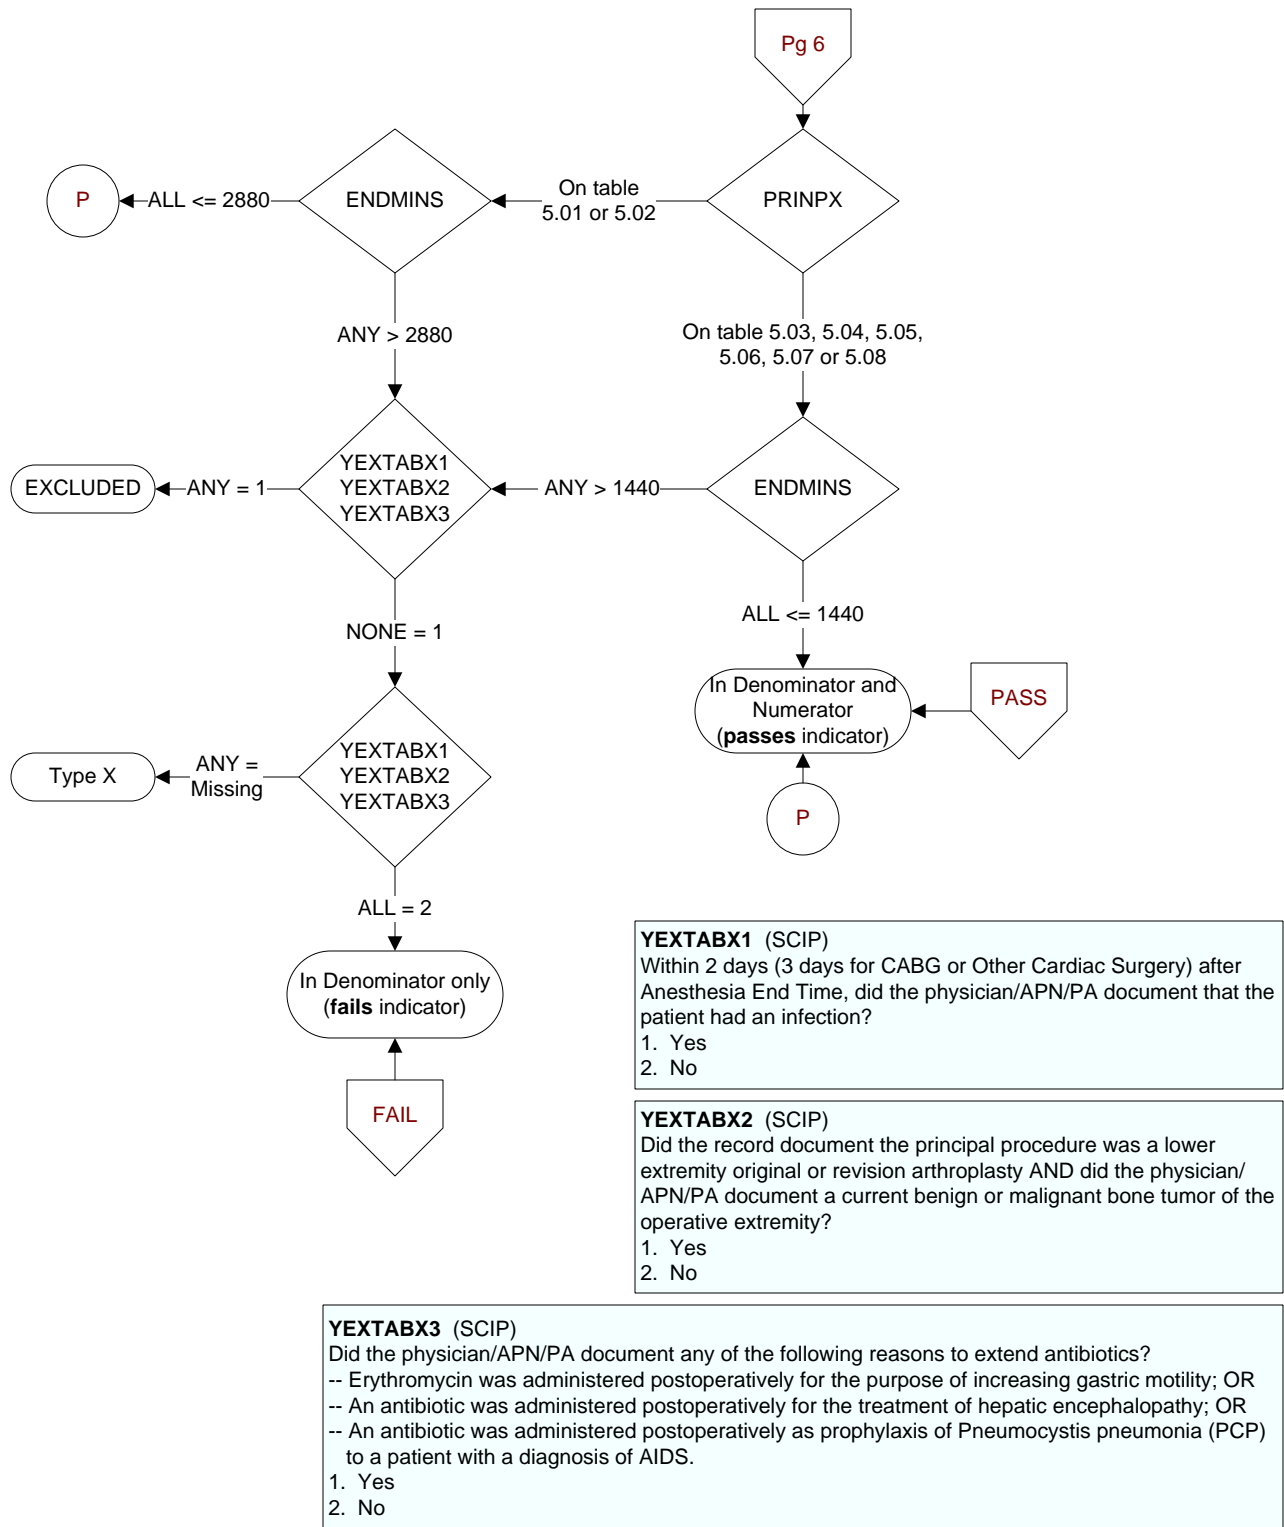 Pg 6
P
ALL <= 2880
ENDMINS
On table
5.01 or 5.02
PRINPX
ANY > 2880
On table 5.03, 5.04, 5.05,
5.06, 5.07 or 5.08
EXCLUDED
ANY = 1
YEXTABX1
YEXTABX2
YEXTABX3
ANY > 1440
ENDMINS
NONE = 1
ALL <= 1440
In Denominator and
Numerator
(passes indicator)
PASS
Type X
ANY =
Missing
YEXTABX1
YEXTABX2
YEXTABX3
P
ALL = 2
In Denominator only
(fails indicator)
FAIL
YEXTABX1 (SCIP)
Within 2 days (3 days for CABG or Other Cardiac Surgery) after
Anesthesia End Time, did the physician/APN/PA document that the
patient had an infection?
1. Yes
2. No
YEXTABX2 (SCIP)
Did the record document the principal procedure was a lower
extremity original or revision arthroplasty AND did the physician/
APN/PA document a current benign or malignant bone tumor of the
operative extremity?
1. Yes
2. No
YEXTABX3 (SCIP)
Did the physician/APN/PA document any of the following reasons to extend antibiotics?
-- Erythromycin was administered postoperatively for the purpose of increasing gastric motility; OR
-- An antibiotic was administered postoperatively for the treatment of hepatic encephalopathy; OR
-- An antibiotic was administered postoperatively as prophylaxis of Pneumocystis pneumonia (PCP)
to a patient with a diagnosis of AIDS.
1. Yes
2. No